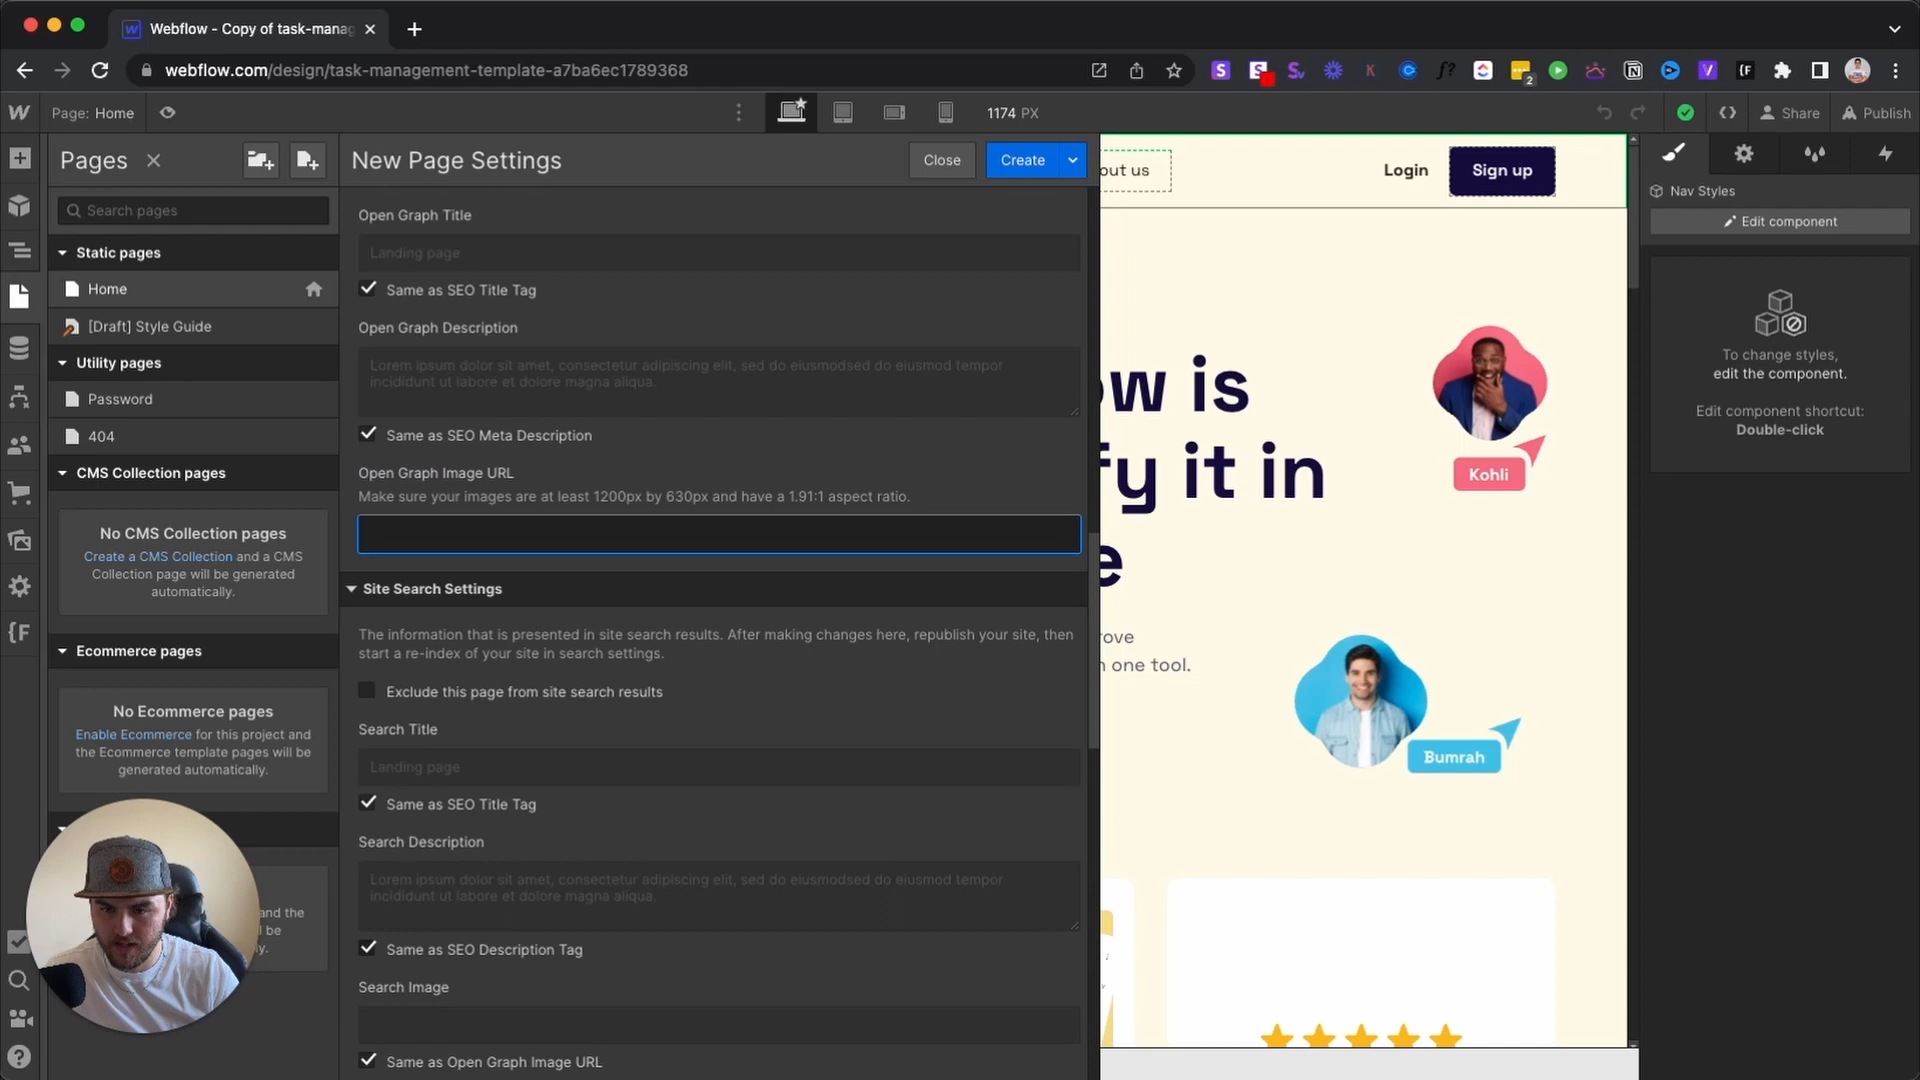 Webflow - Copy of task-manag
webflow.com/design/task-management-template-a7ba6ec1789368
2
Page: Home
1174 PX
Share
Publish
Pages
New Page Settings
Close
Create
Search pages
Static pages
Home
[Draft] Style Guide
Utility pages
Password
404
CMS Collection pages
No CMS Collection pages
Create a CMS Collection and a CMS
Collection page will be generated
automatically.
Ecommerce pages
No Ecommerce pages
Enable Ecommerce for this project and
the Ecommerce template pages will be
generated automatically.
and the
l be
y.
Open Graph Title
Landing page
Same as SEO Title Tag
Open Graph Description
Lorem ipsum dolor sit amet, consectetur adipiscing elit, sed do eiusmodsed do eiusmod tempor
incididunt ut labore et dolore magna aliqua.
Same as SEO Meta Description
Open Graph Image URL
Make sure your images are at least 1200px by 630px and have a 1.91:1 aspect ratio.
Site Search Settings
The information that is presented in site search results. After making changes here, republish your site, then
start a re-index of your site in search settings.
Exclude this page from site search results
Search Title
Landing page
Same as SEO Title Tag
Search Description
Lorem ipsum dolor sit amet, consectetur adipiscing elit, sed do eiusmodsed do eiusmod tempor
incididunt ut labore et dolore magna aliqua.
Same as SEO Description Tag
Search Image
Same as Open Graph Image URL
out us
Login
Sign up
ow is
fy it in
e
rove
n one tool.
Kohli
Bumrah
Nav Styles
Edit component
To change styles,
edit the component.
Edit component shortcut:
Double-click